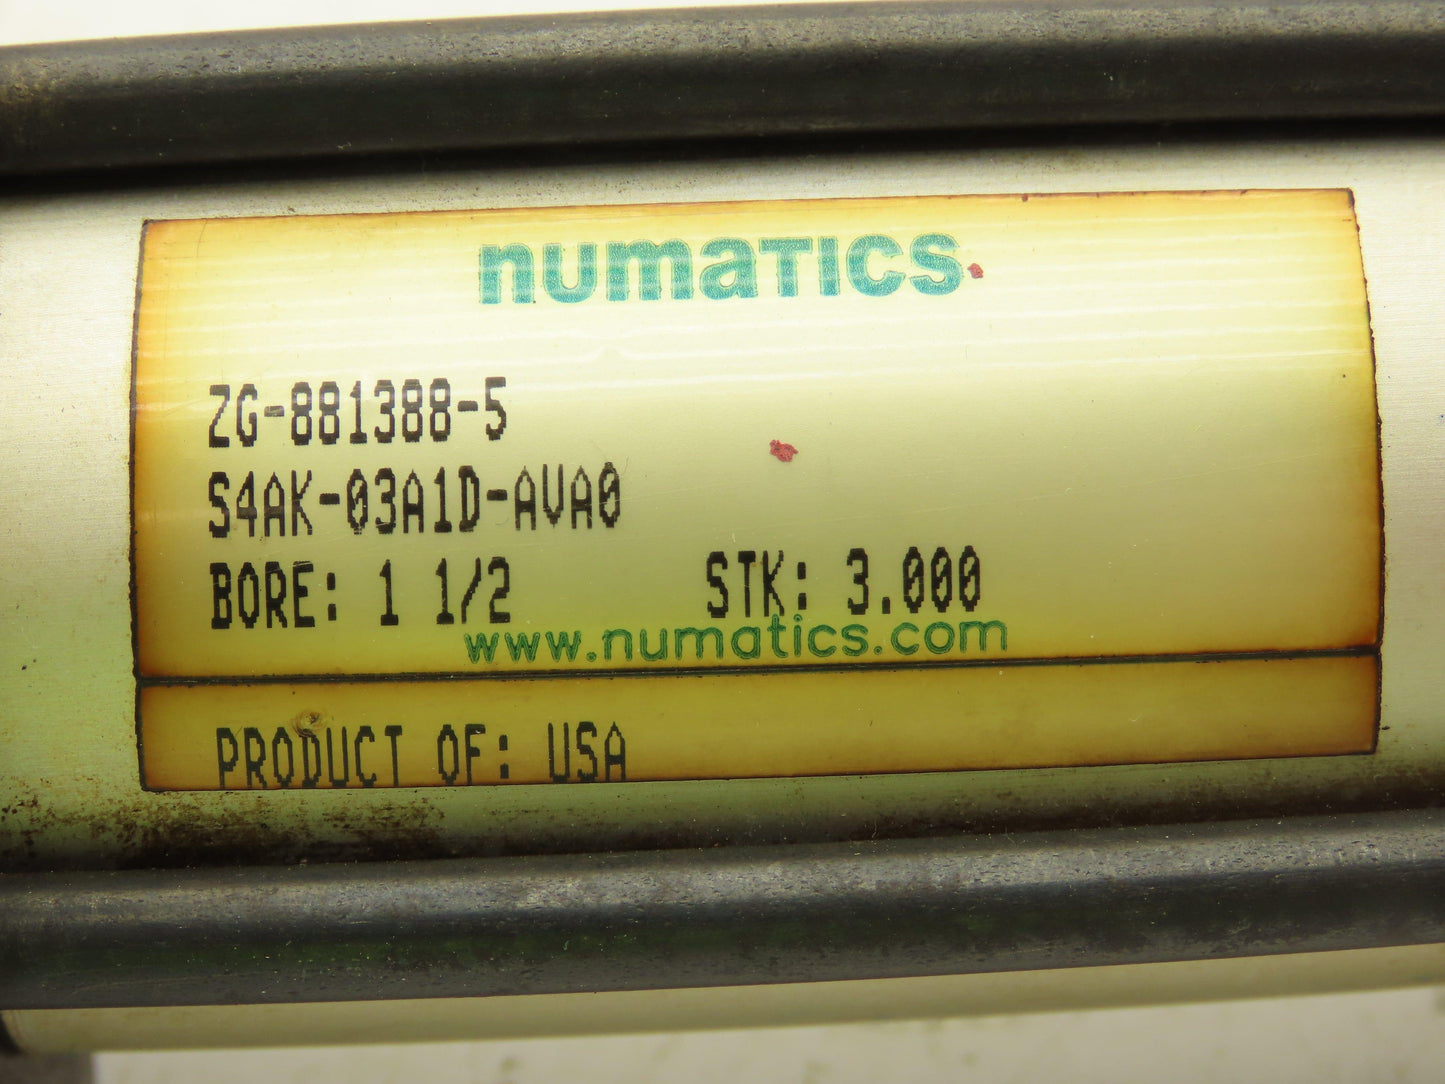 numatics
ZG-881388-5
S4AK-03A1D-AVA0
BORE: 1 1/2 STK: 3.000
www.numatics.com
PRODUCT OF: USA